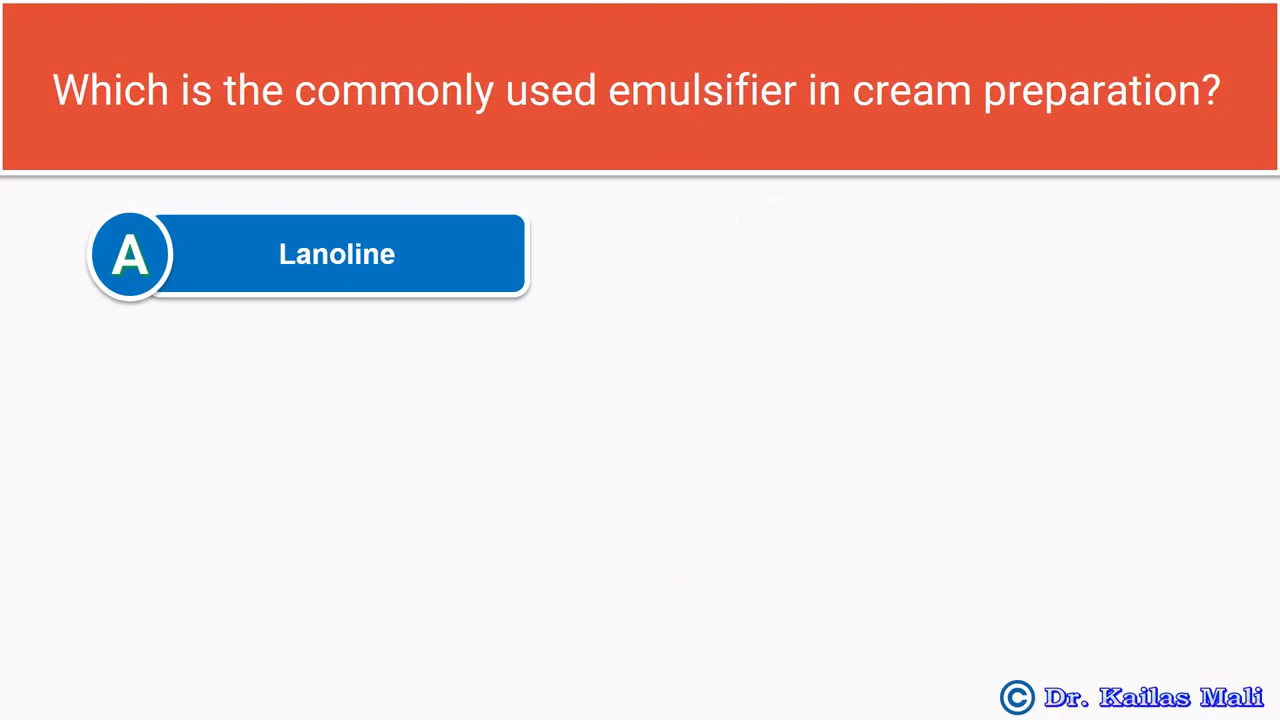 Which is the commonly used emulsifier in cream preparation?
A Lanoline
© Dr. Kailas Mali